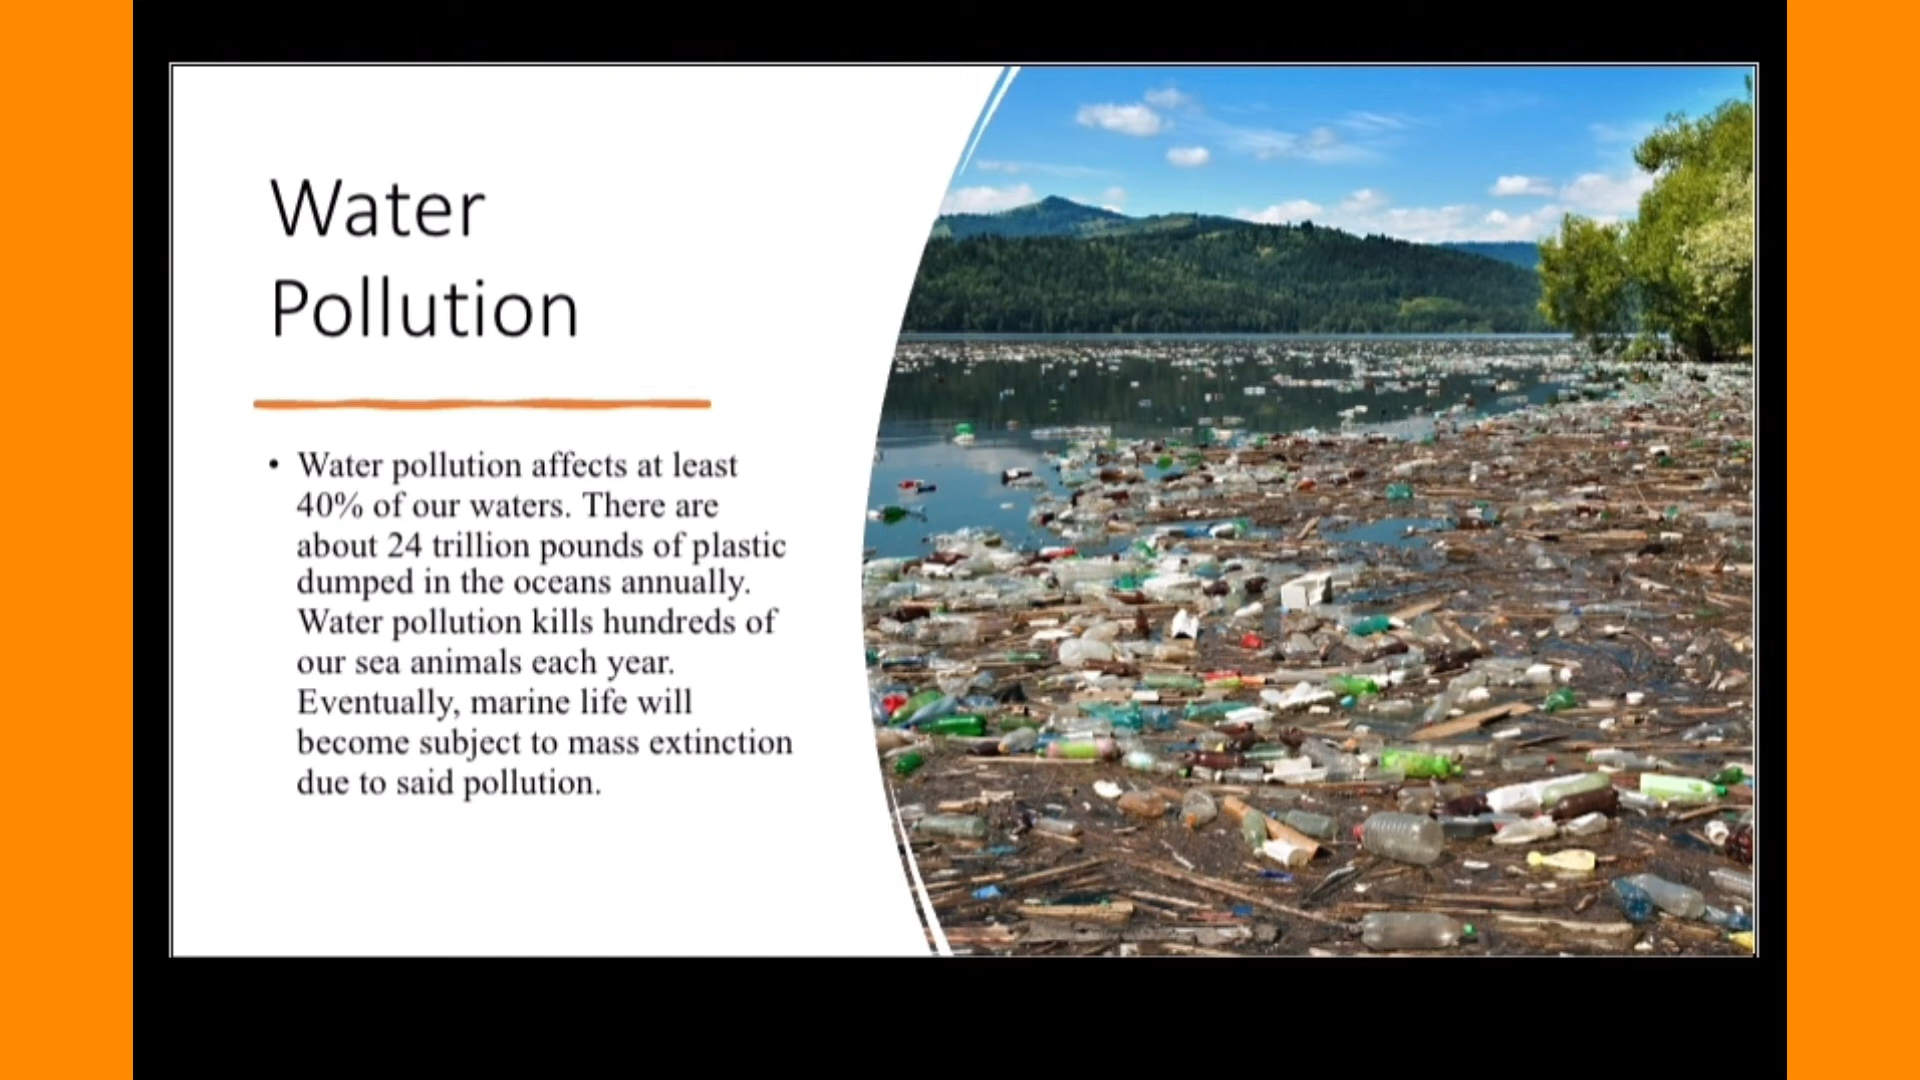 Water
Pollution
• Water pollution affects at least
40% of our waters. There are
about 24 trillion pounds of plastic
dumped in the oceans annually.
Water pollution kills hundreds of
our sea animals each year.
Eventually, marine life will
become subject to mass extinction
due to said pollution.